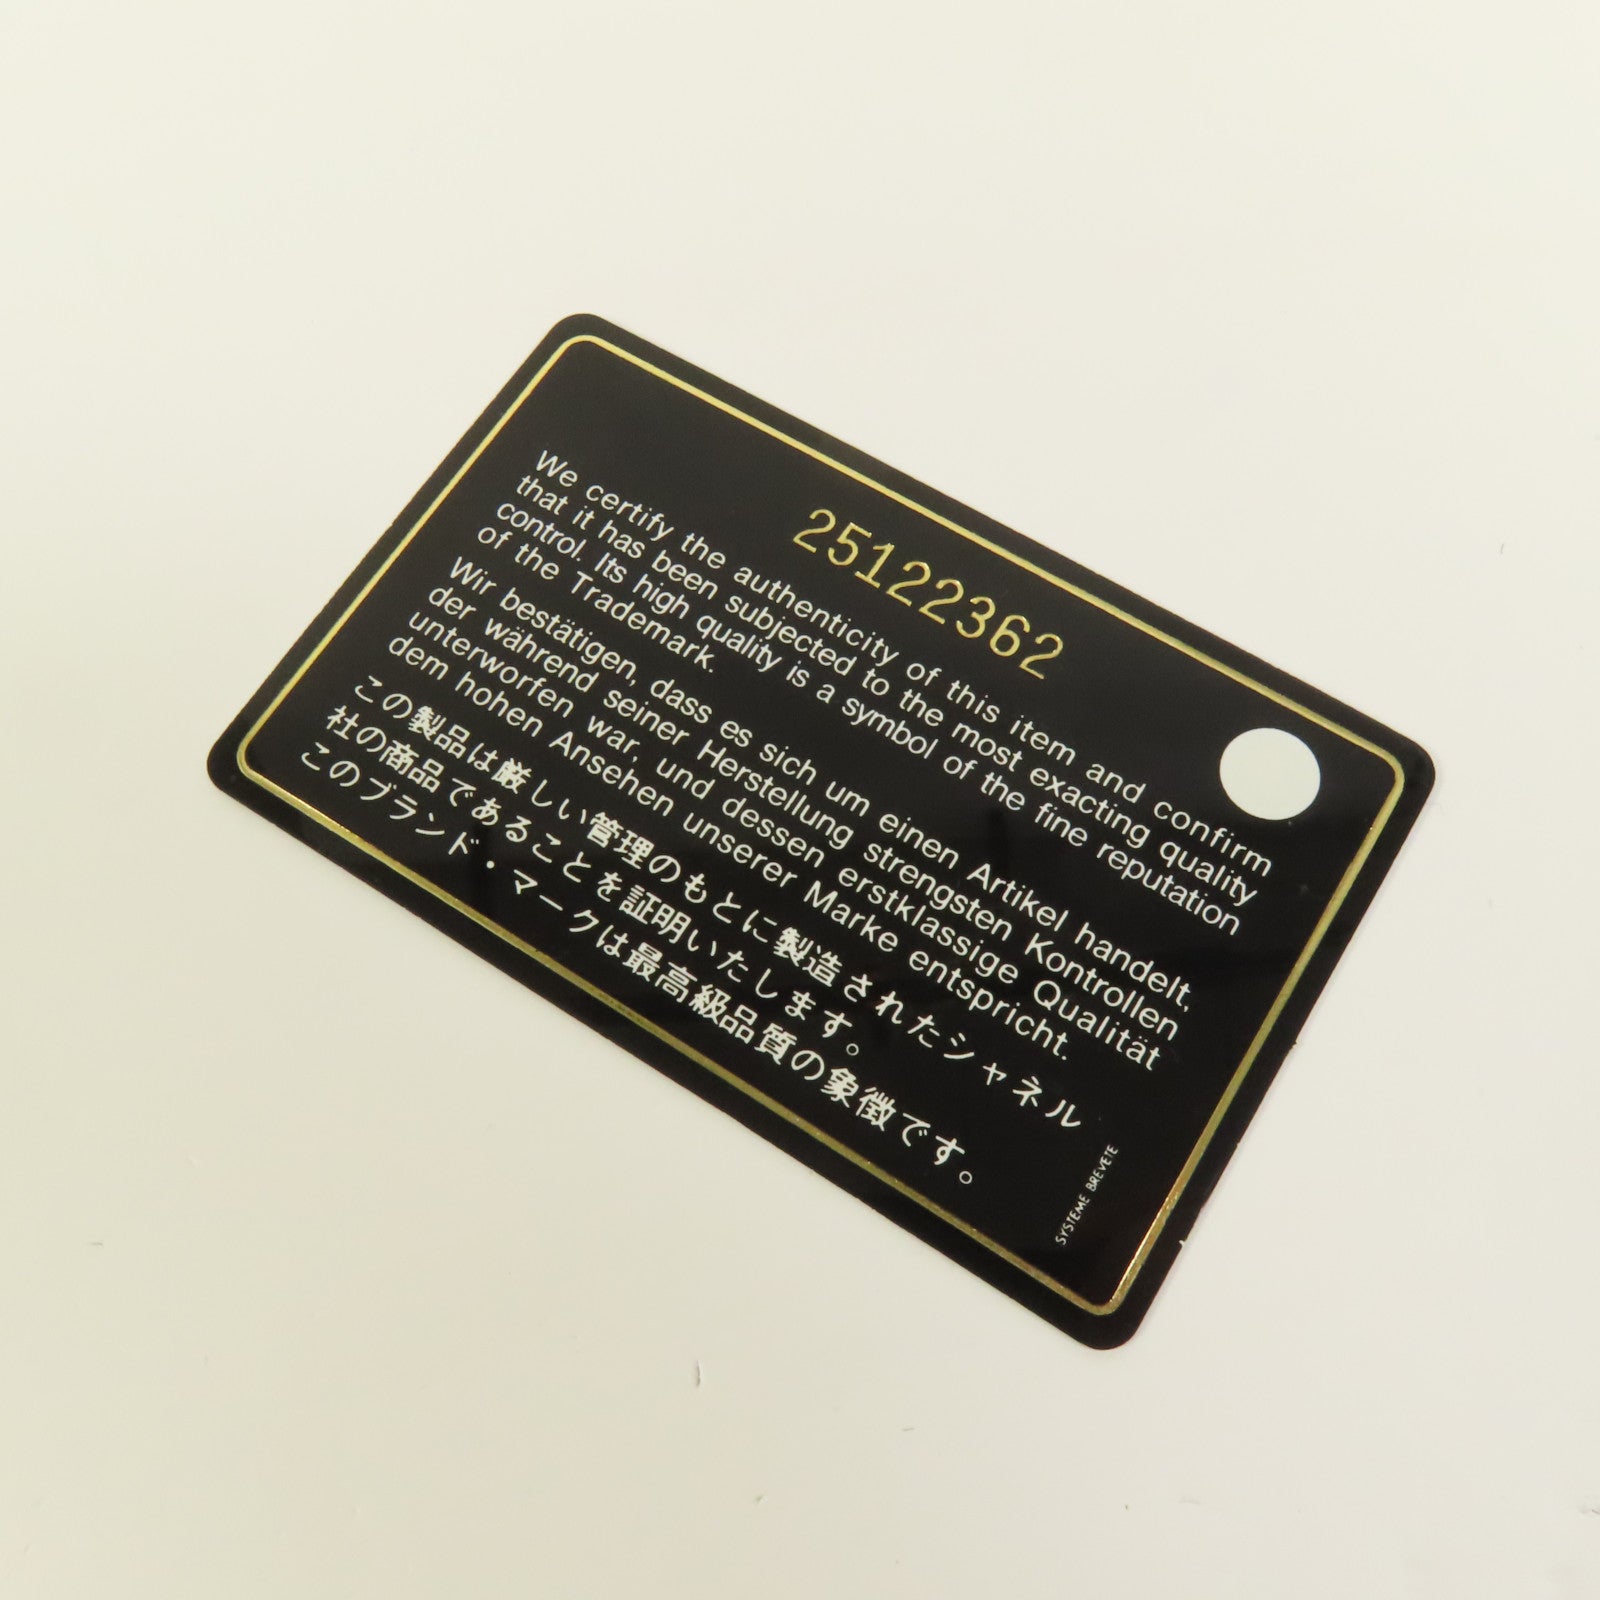 25122362
We certify the authenticity of this item and confirm
that it has been subjected to the most exacting quality
control. Its high quality is a symbol of the fine reputation
of the Trademark.
Wir bestätigen, dass es sich um einen Artikel handelt,
der während seiner Herstellung strengsten Kontrollen
unterworfen war, und dessen erstklassige Qualität
dem hohen Ansehen unserer Marke entspricht.
この製品は厳しい管理のもとに製造されたシャネル
社の商品であることを証明いたします。
このブランド・マークは最高級品質の象徴です。
SYSTEME BREVETE